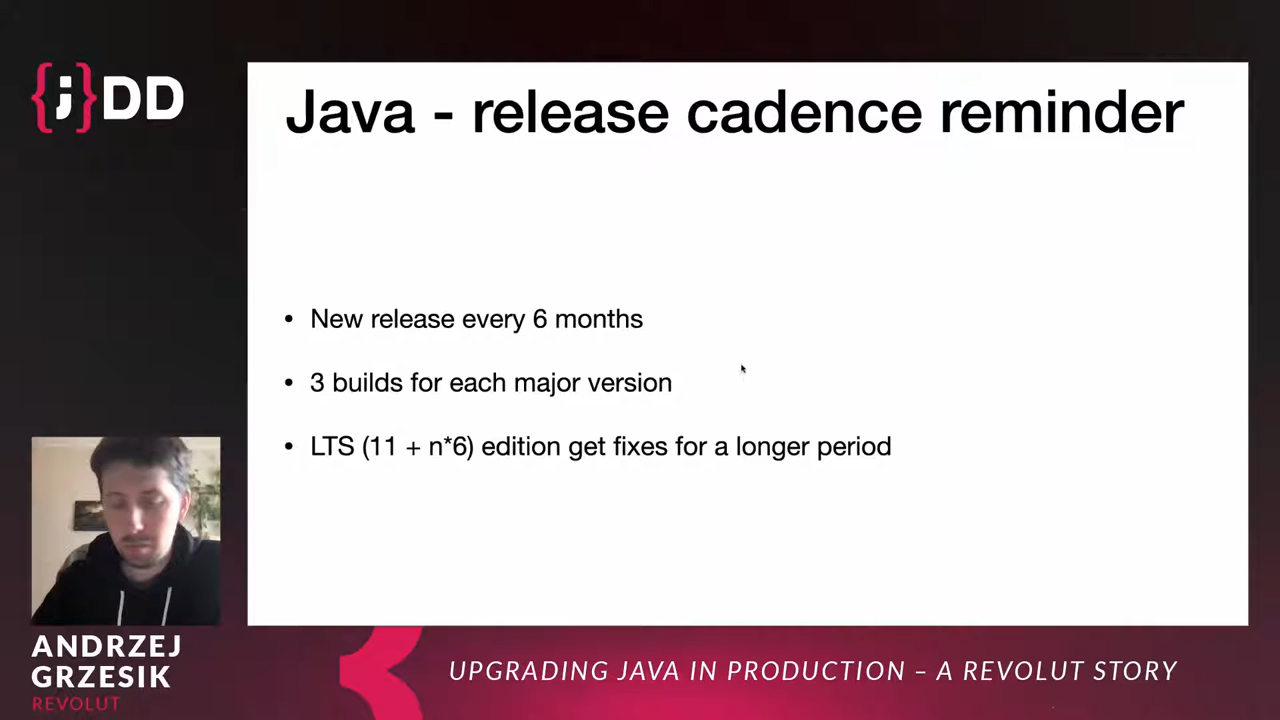 {;}DD
Java - release cadence reminder
• New release every 6 months
• 3 builds for each major version
• LTS (11 + n*6) edition get fixes for a longer period
ANDRZEJ
GRZESIK
REVOLUT
UPGRADING JAVA IN PRODUCTION – A REVOLUT STORY